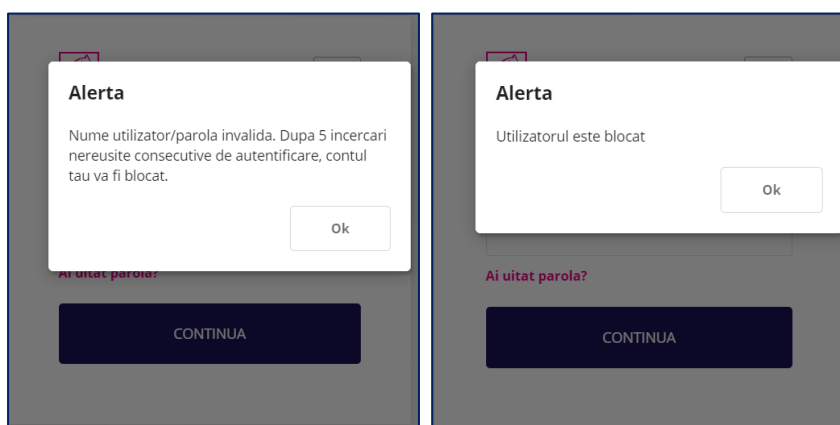 Alerta
Nume utilizator/parola invalida. Dupa 5 incercari
nereusite consecutive de autentificare, contul
tau va fi blocat.
Ok
Ai uitat parola?
CONTINUA
Alerta
Utilizatorul este blocat
Ok
Ai uitat parola?
CONTINUA